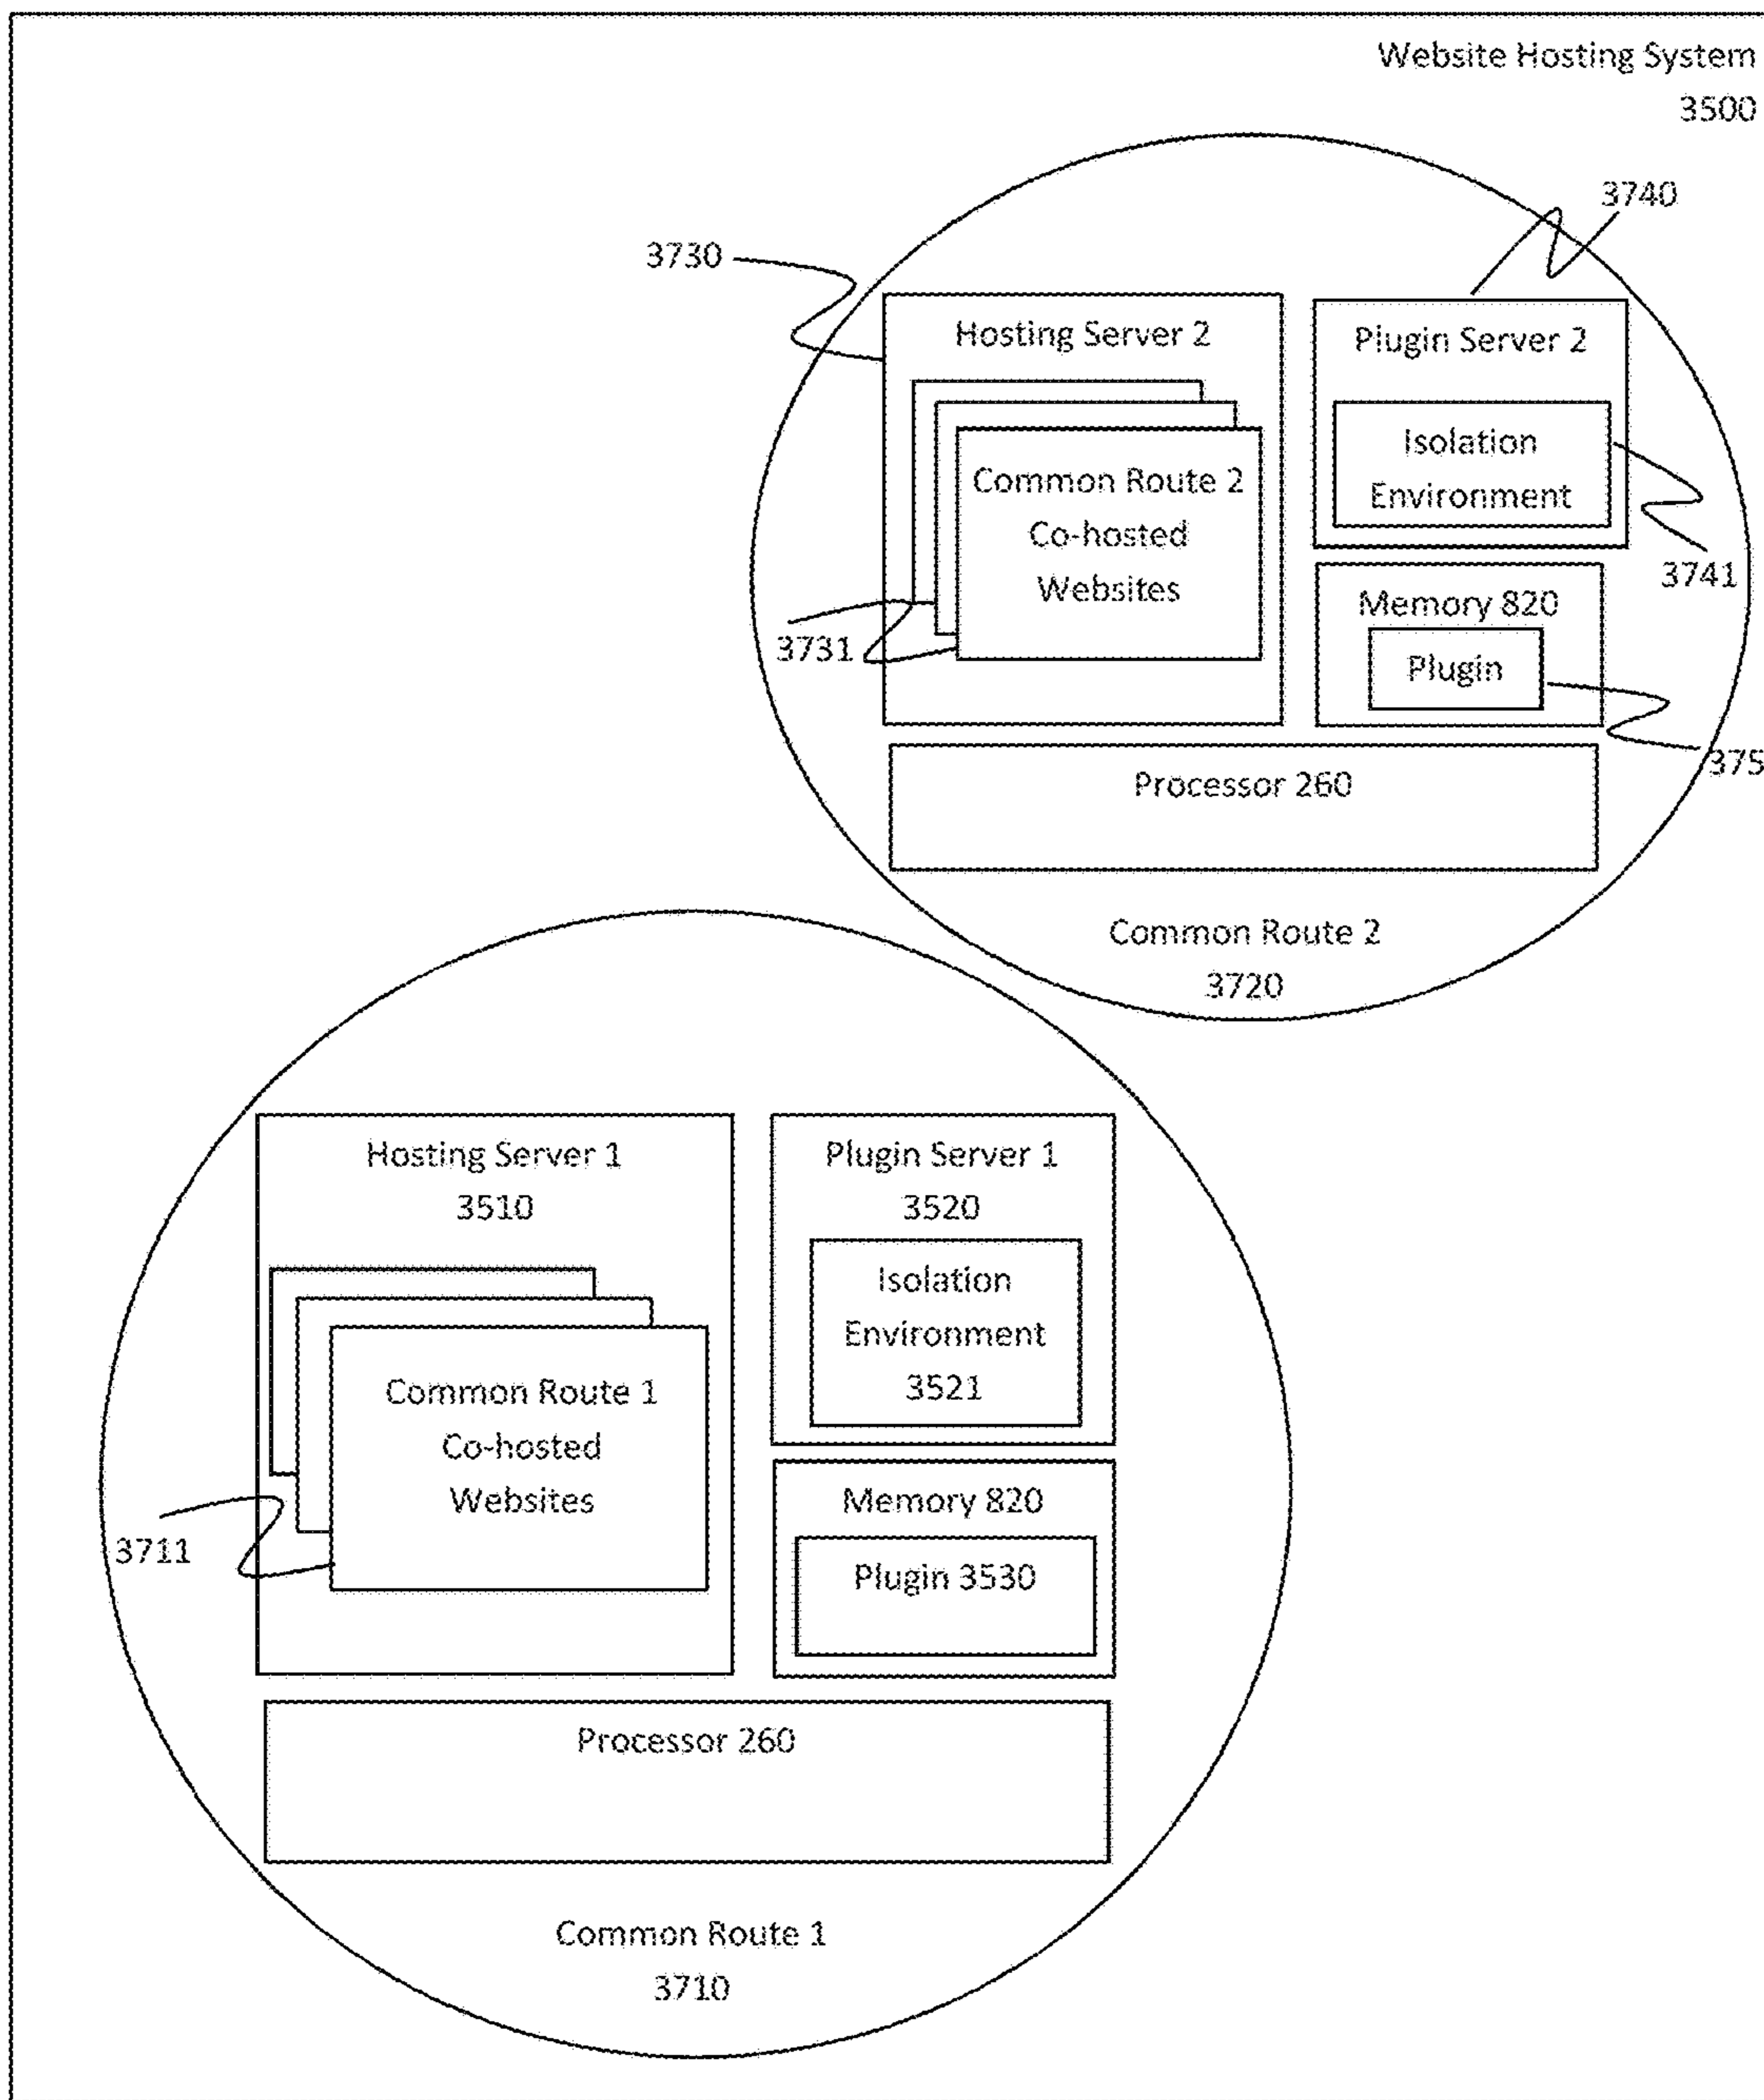 Website Hosting System
3500
3740
3730
Hosting Server 2
Plugin Server 2
Isolation
Environment
3741
Common Route 2
Co-hosted
Websites
3731
Memory 820
Plugin
375
Processor 260
Common Route 2
3720
Hosting Server 1
3510
Plugin Server 1
3520
Isolation
Environment
3521
Common Route 1
Co-hosted
Websites
3711
Memory 820
Plugin 3530
Processor 260
Common Route 1
3710